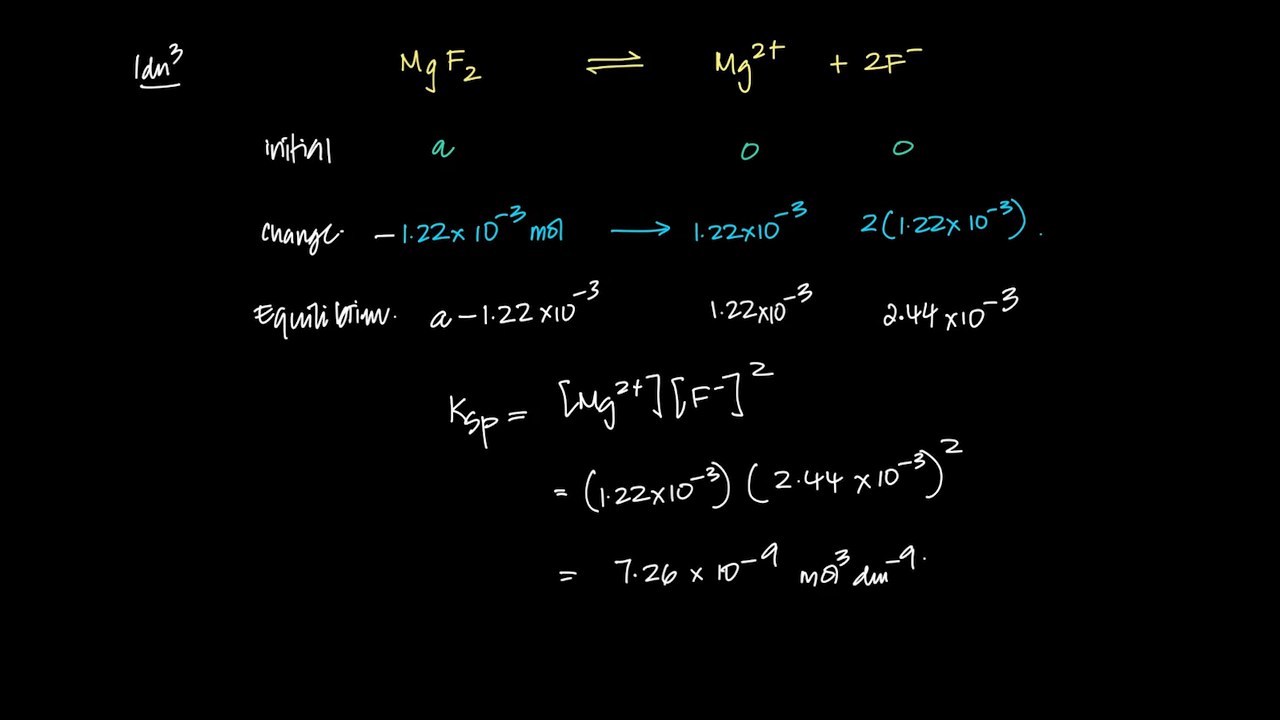 1dm³ MgF₂ ⇌ Mg²⁺ + 2F⁻
initial a 0 0
change. −1.22×10⁻³ mol → 1.22×10⁻³ 2(1.22×10⁻³).
Equilibrium. a−1.22×10⁻³ 1.22×10⁻³ 2.44×10⁻³
Ksp = [Mg²⁺][F⁻]²
= (1.22×10⁻³)(2.44×10⁻³)²
= 7.26×10⁻⁹ mol³dm⁻⁹.